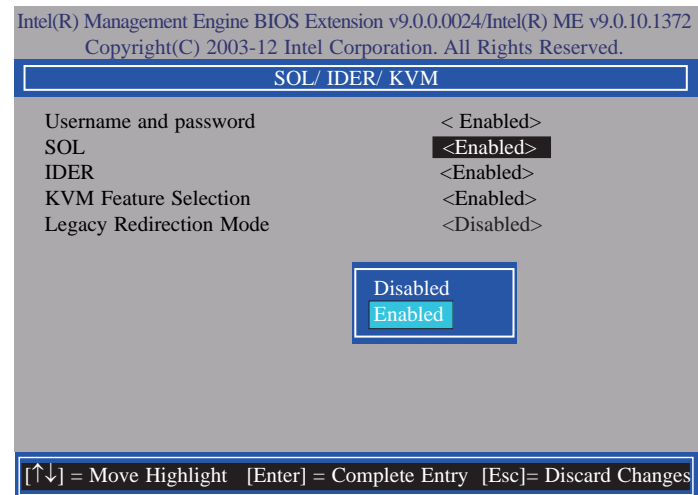 Intel(R) Management Engine BIOS Extension v9.0.0.0024/Intel(R) ME v9.0.10.1372
Copyright(C) 2003-12 Intel Corporation. All Rights Reserved.
SOL/ IDER/ KVM
Username and password < Enabled>
SOL <Enabled>
IDER <Enabled>
KVM Feature Selection <Enabled>
Legacy Redirection Mode <Disabled>
Disabled
Enabled
[↑↓] = Move Highlight [Enter] = Complete Entry [Esc]= Discard Changes